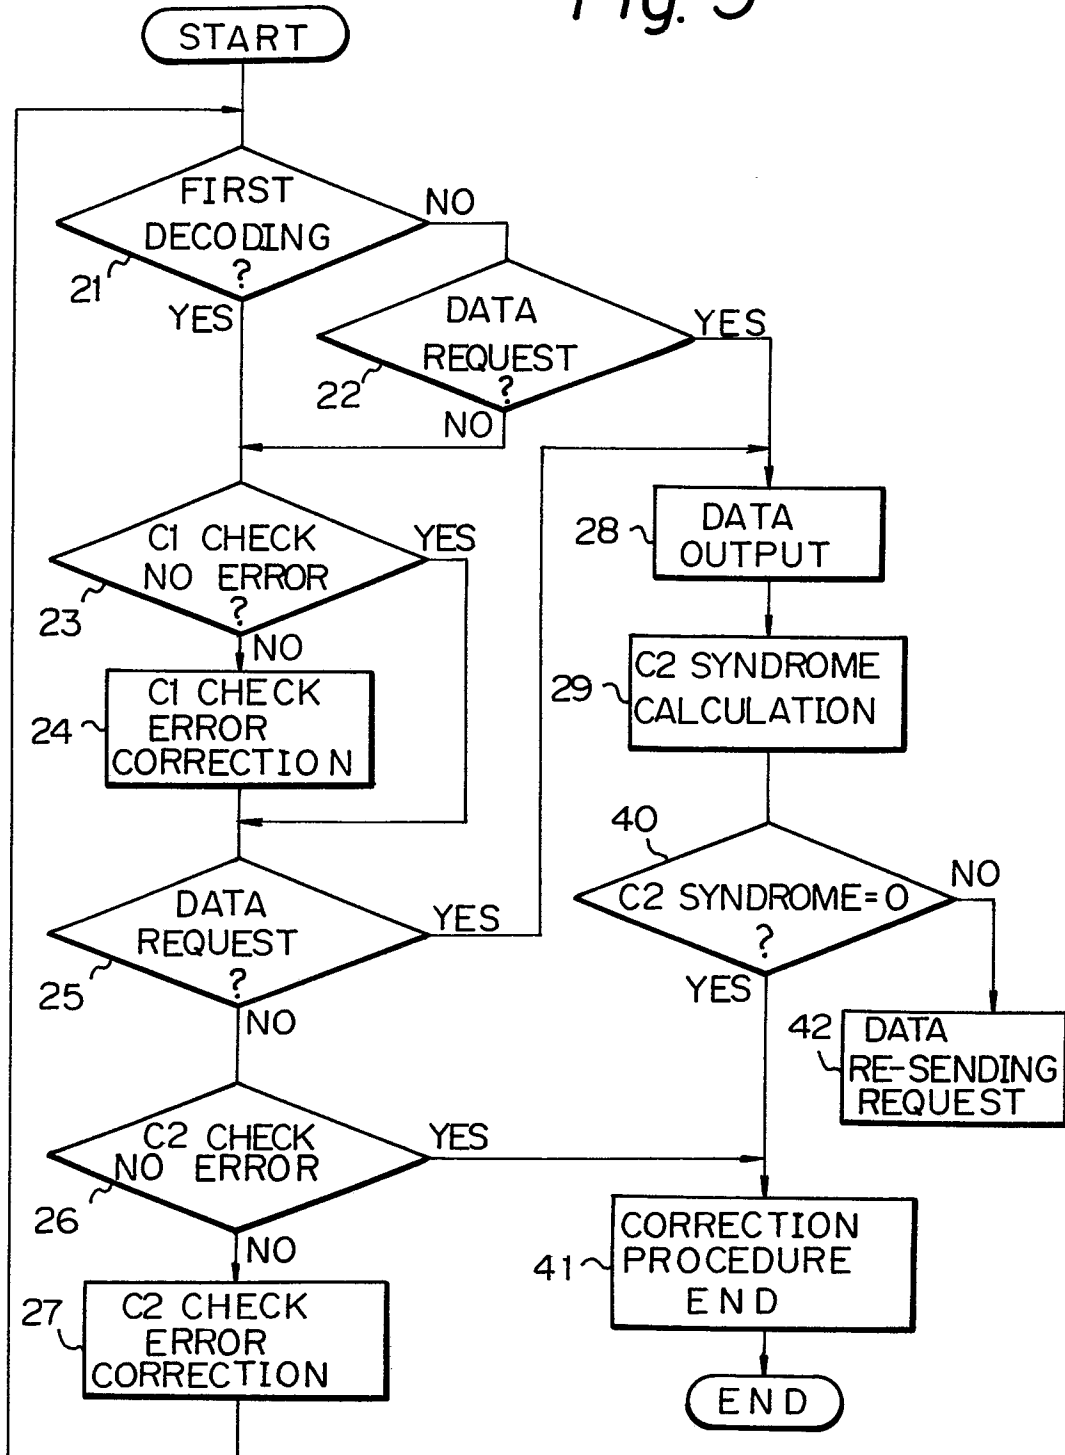 Fig. 5
START
FIRST
DECODING
?
21
NO
YES
DATA
REQUEST
?
22
YES
NO
C1 CHECK
NO ERROR
?
23
YES
NO
C1 CHECK
ERROR
CORRECTION
24
DATA
REQUEST
?
25
YES
NO
C2 CHECK
NO ERROR
26
YES
NO
C2 CHECK
ERROR
CORRECTION
27
DATA
OUTPUT
28
C2 SYNDROME
CALCULATION
29
40
C2 SYNDROME=0
?
NO
YES
42
DATA
RE-SENDING
REQUEST
CORRECTION
PROCEDURE
END
41
END